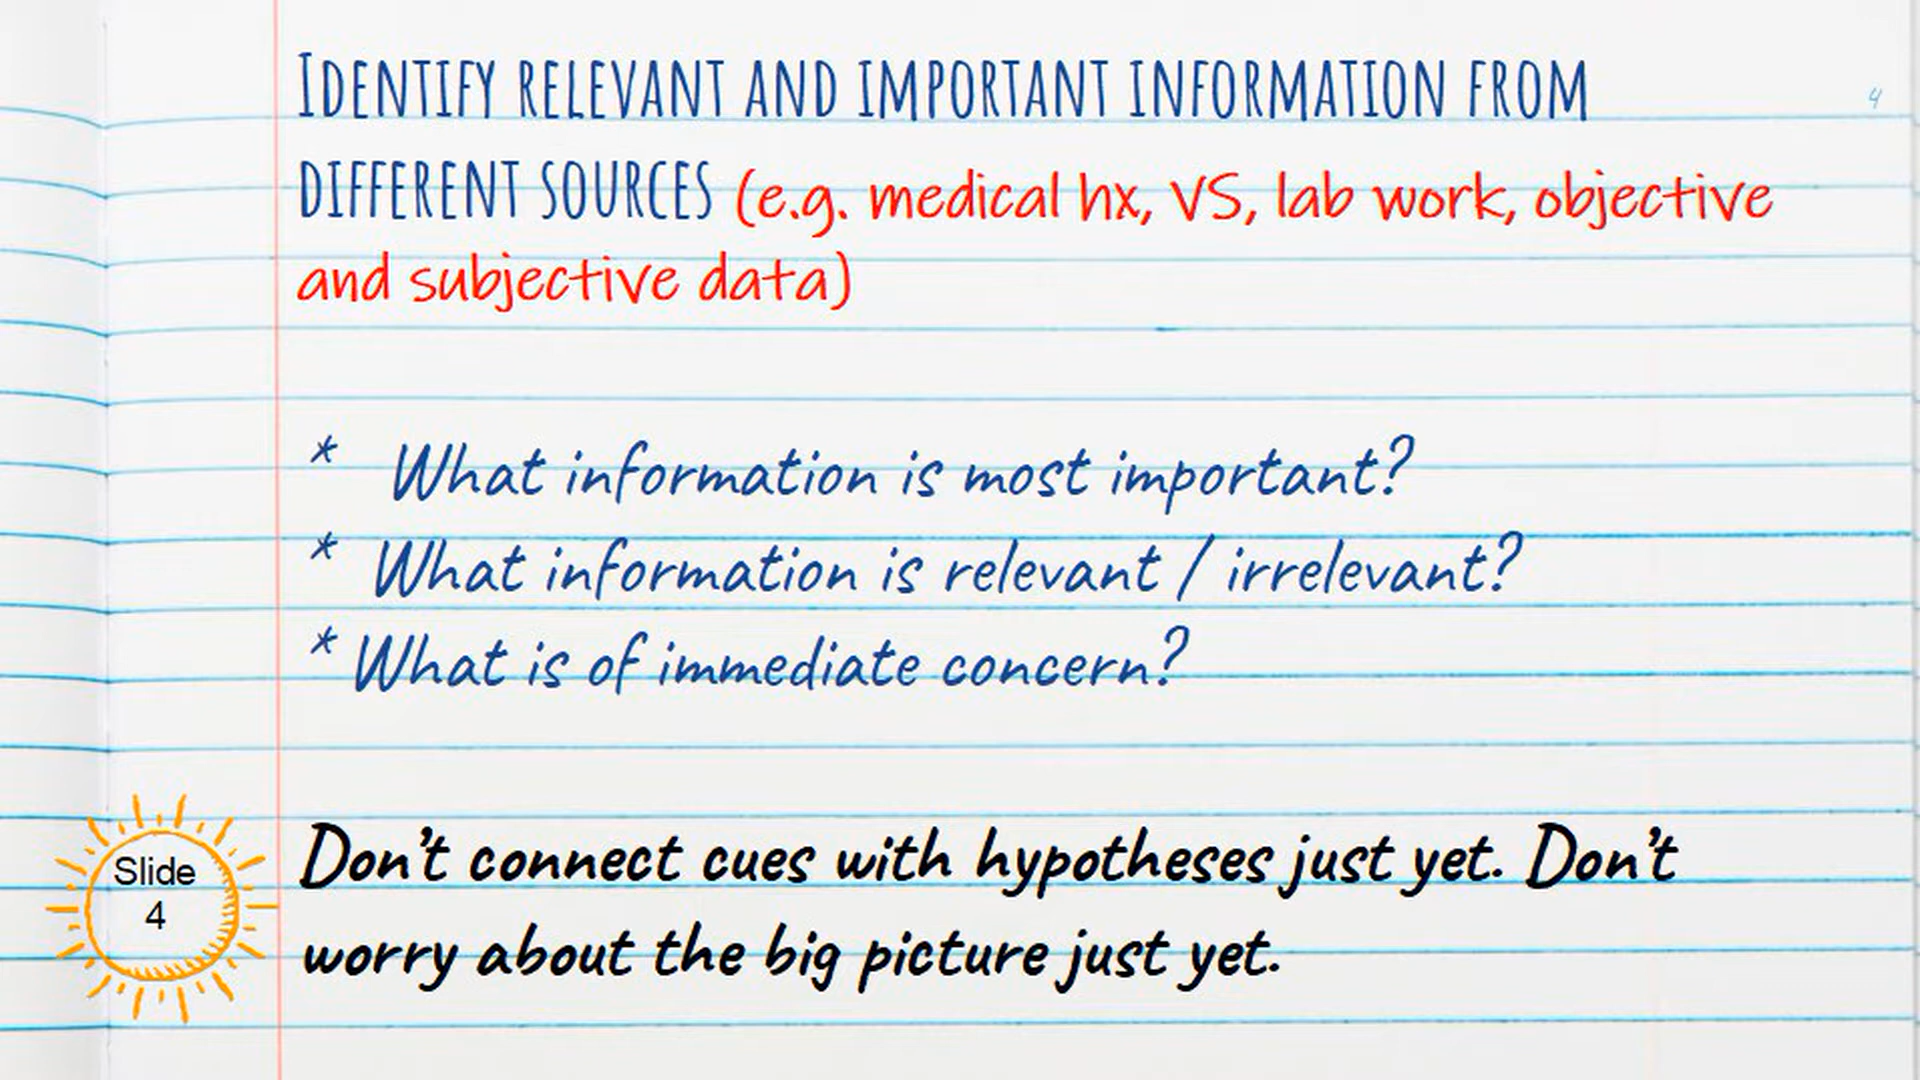 Identify relevant and important information from
different sources (e.g. medical hx, VS, lab work, objective
and subjective data)
4
* What information is most important?
* What information is relevant / irrelevant?
* What is of immediate concern?
Slide
4
Don't connect cues with hypotheses just yet. Don't
worry about the big picture just yet.